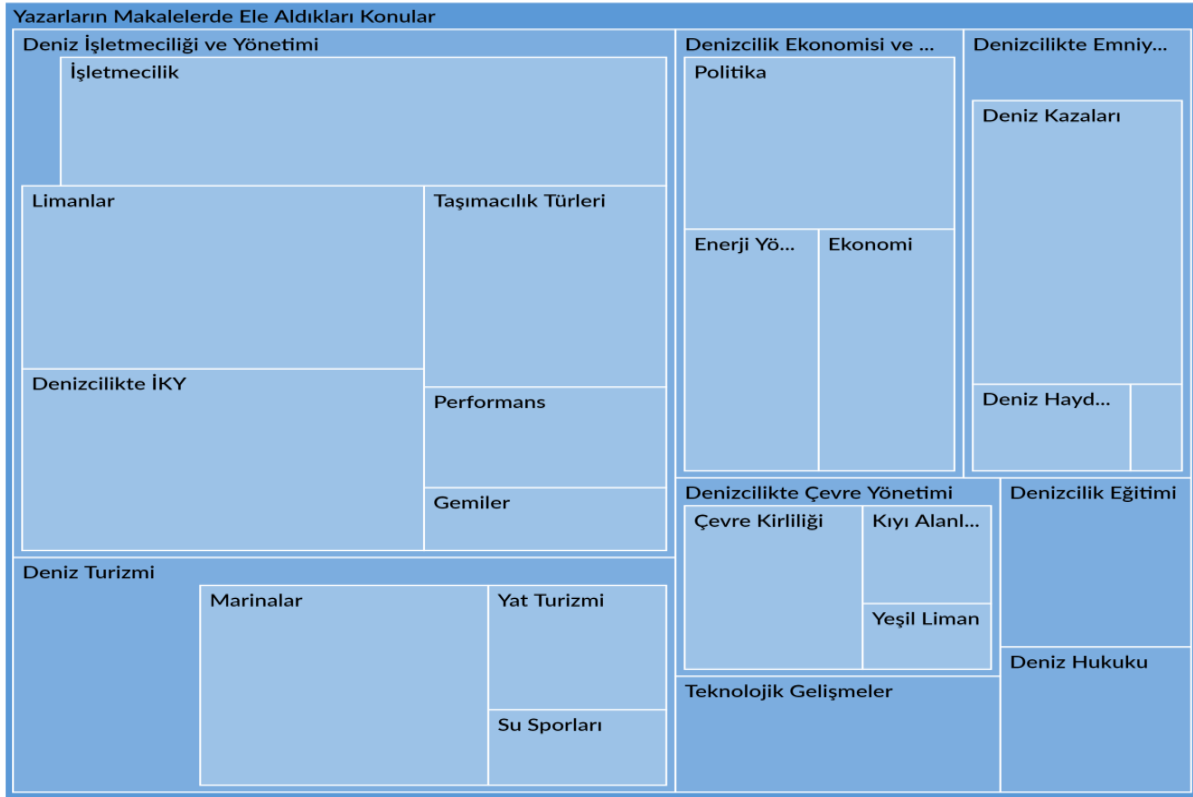 Yazarların Makalelerde Ele Aldıkları Konular
Deniz İşletmeciliği ve Yönetimi
İşletmecilik
Limanlar
Taşımacılık Türleri
Denizcilikte İKY
Performans
Gemiler
Deniz Turizmi
Marinalar
Yat Turizmi
Su Sporları
Denizcilik Ekonomisi ve ...
Politika
Enerji Yö...
Ekonomi
Denizcilikte Emniy...
Deniz Kazaları
Deniz Hayd...
Denizcilikte Çevre Yönetimi
Çevre Kirliliği
Kıyı Alanl...
Yeşil Liman
Denizcilik Eğitimi
Teknolojik Gelişmeler
Deniz Hukuku